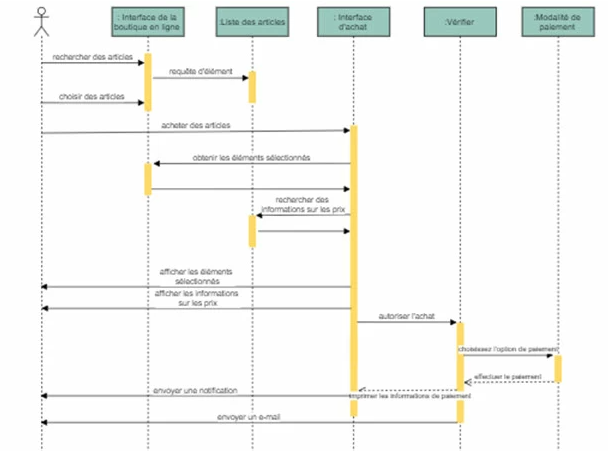 : Interface de la
boutique en ligne
:Liste des articles
: Interface
d'achat
:Vérifier
:Modalité de
paiement
rechercher des articles
requête d'élément
choisir des articles
acheter des articles
obtenir les éléments sélectionnés
rechercher des
informations sur les prix
afficher les éléments
sélectionnés
afficher les informations
sur les prix
autoriser l'achat
choisissez l'option de paiement
effectuer le paiement
envoyer une notification
imprimer les informations de paiement
envoyer un e-mail